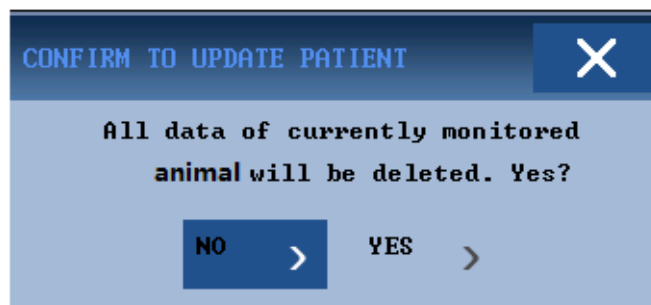 CONFIRM TO UPDATE PATIENT
All data of currently monitored
animal will be deleted. Yes?
NO YES